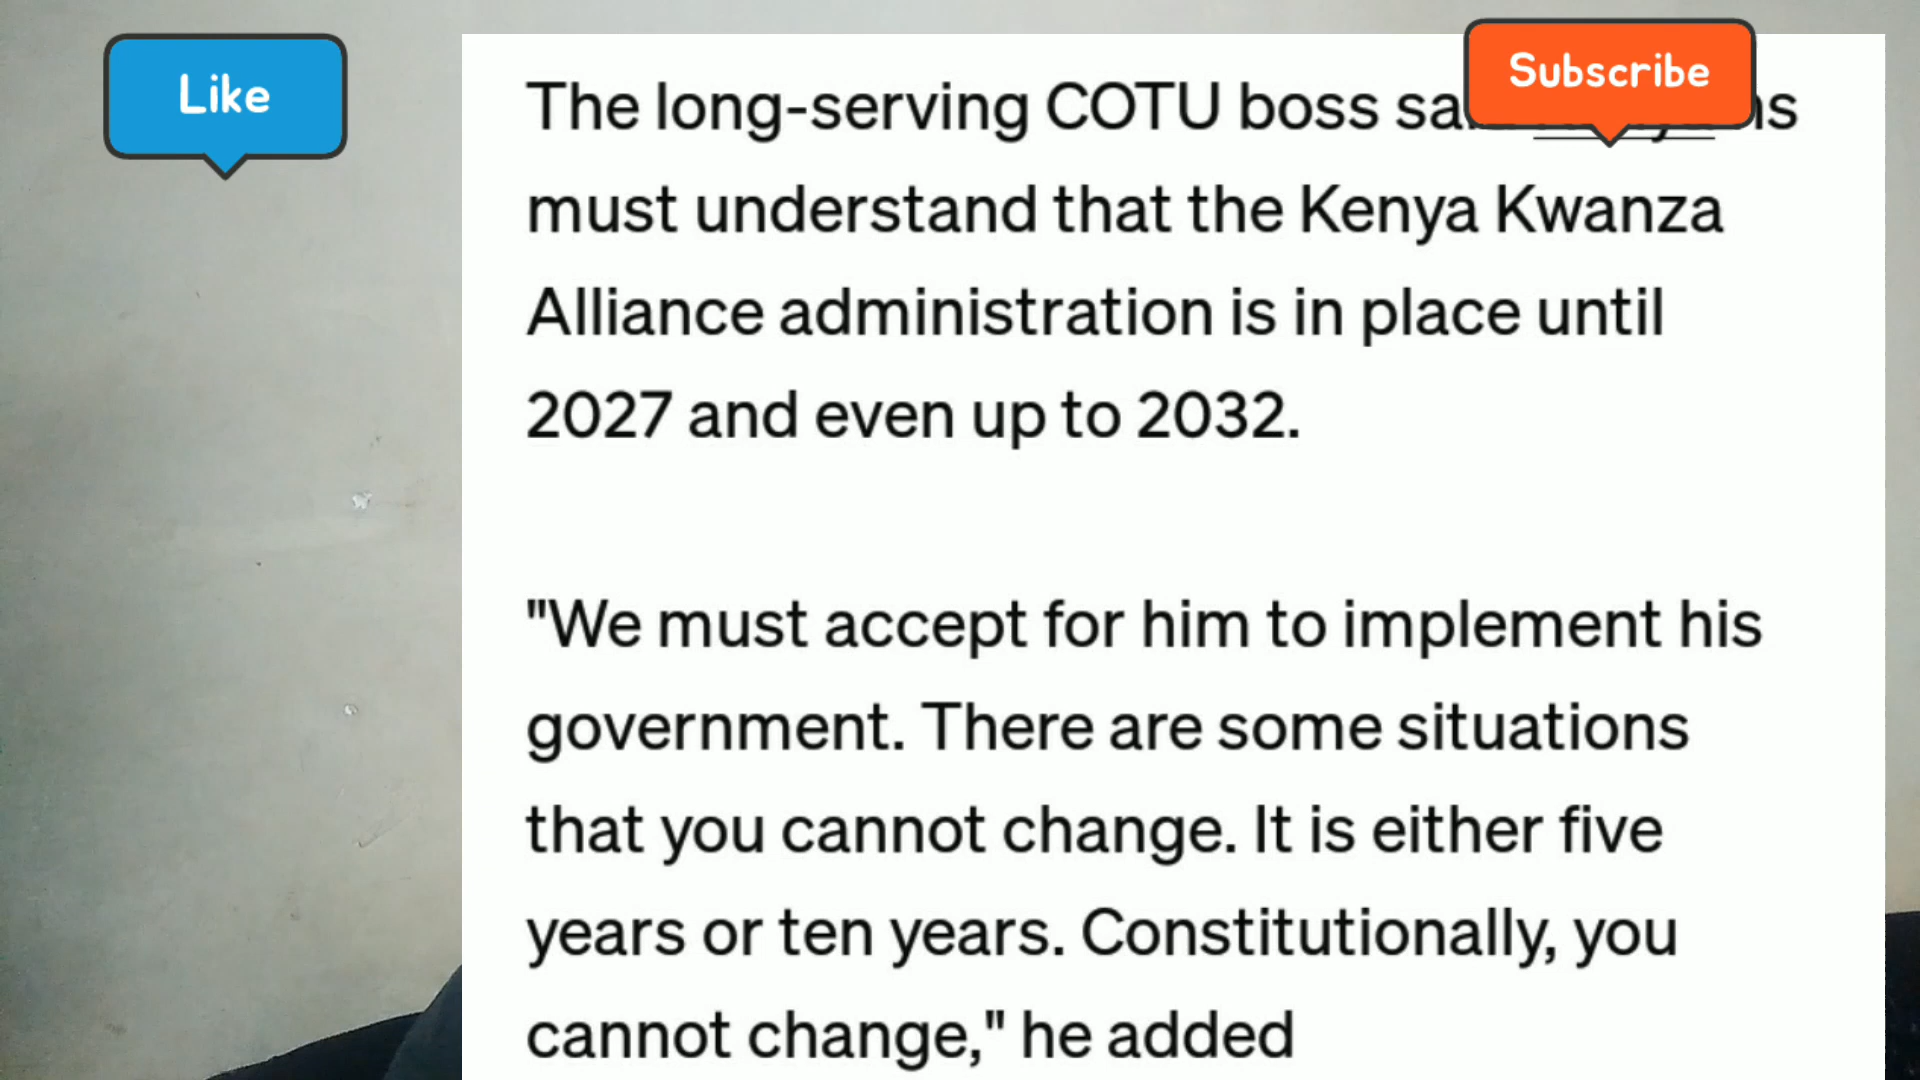 Like
Subscribe
The long-serving COTU boss
must understand that the Kenya Kwanza
Alliance administration is in place until
2027 and even up to 2032.
"We must accept for him to implement his
government. There are some situations
that you cannot change. It is either five
years or ten years. Constitutionally, you
cannot change," he added